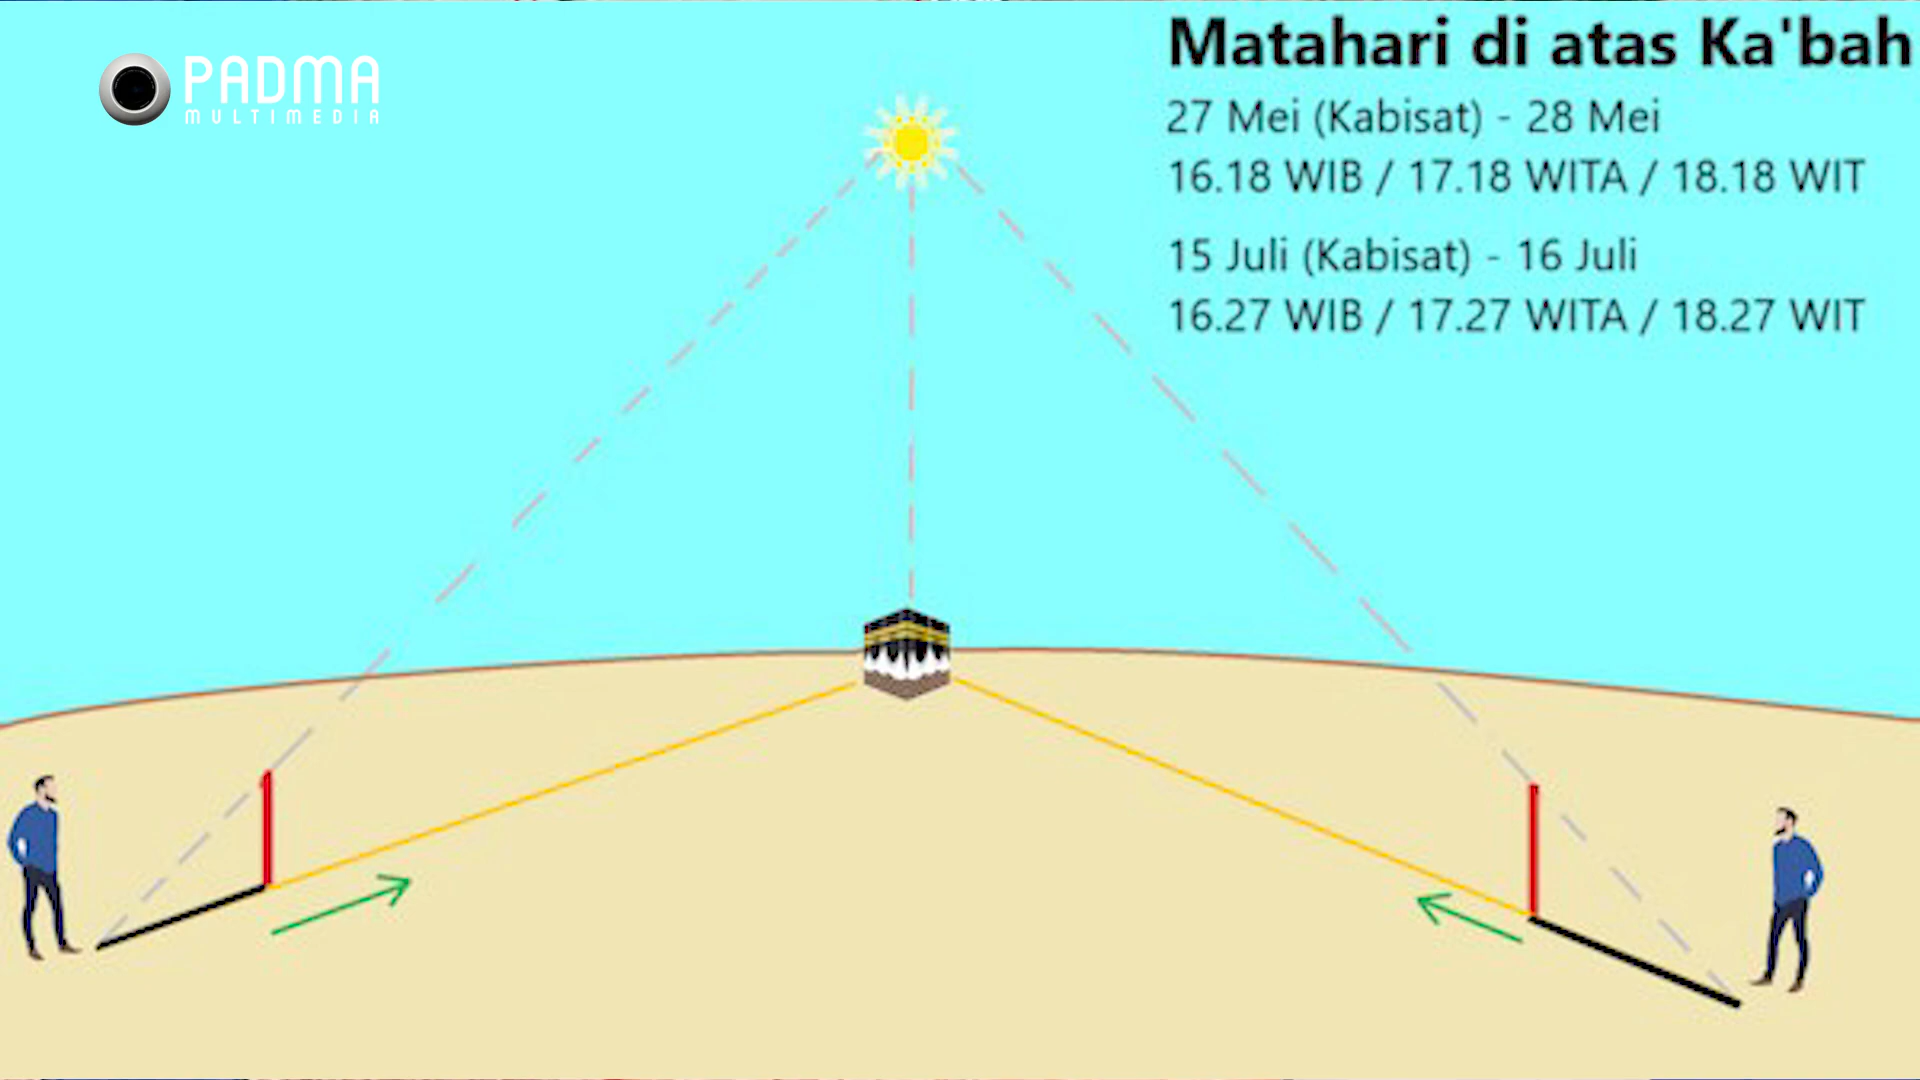 PADMA
MULTIMEDIA
Matahari di atas Ka'bah
27 Mei (Kabisat) - 28 Mei
16.18 WIB / 17.18 WITA / 18.18 WIT
15 Juli (Kabisat) - 16 Juli
16.27 WIB / 17.27 WITA / 18.27 WIT